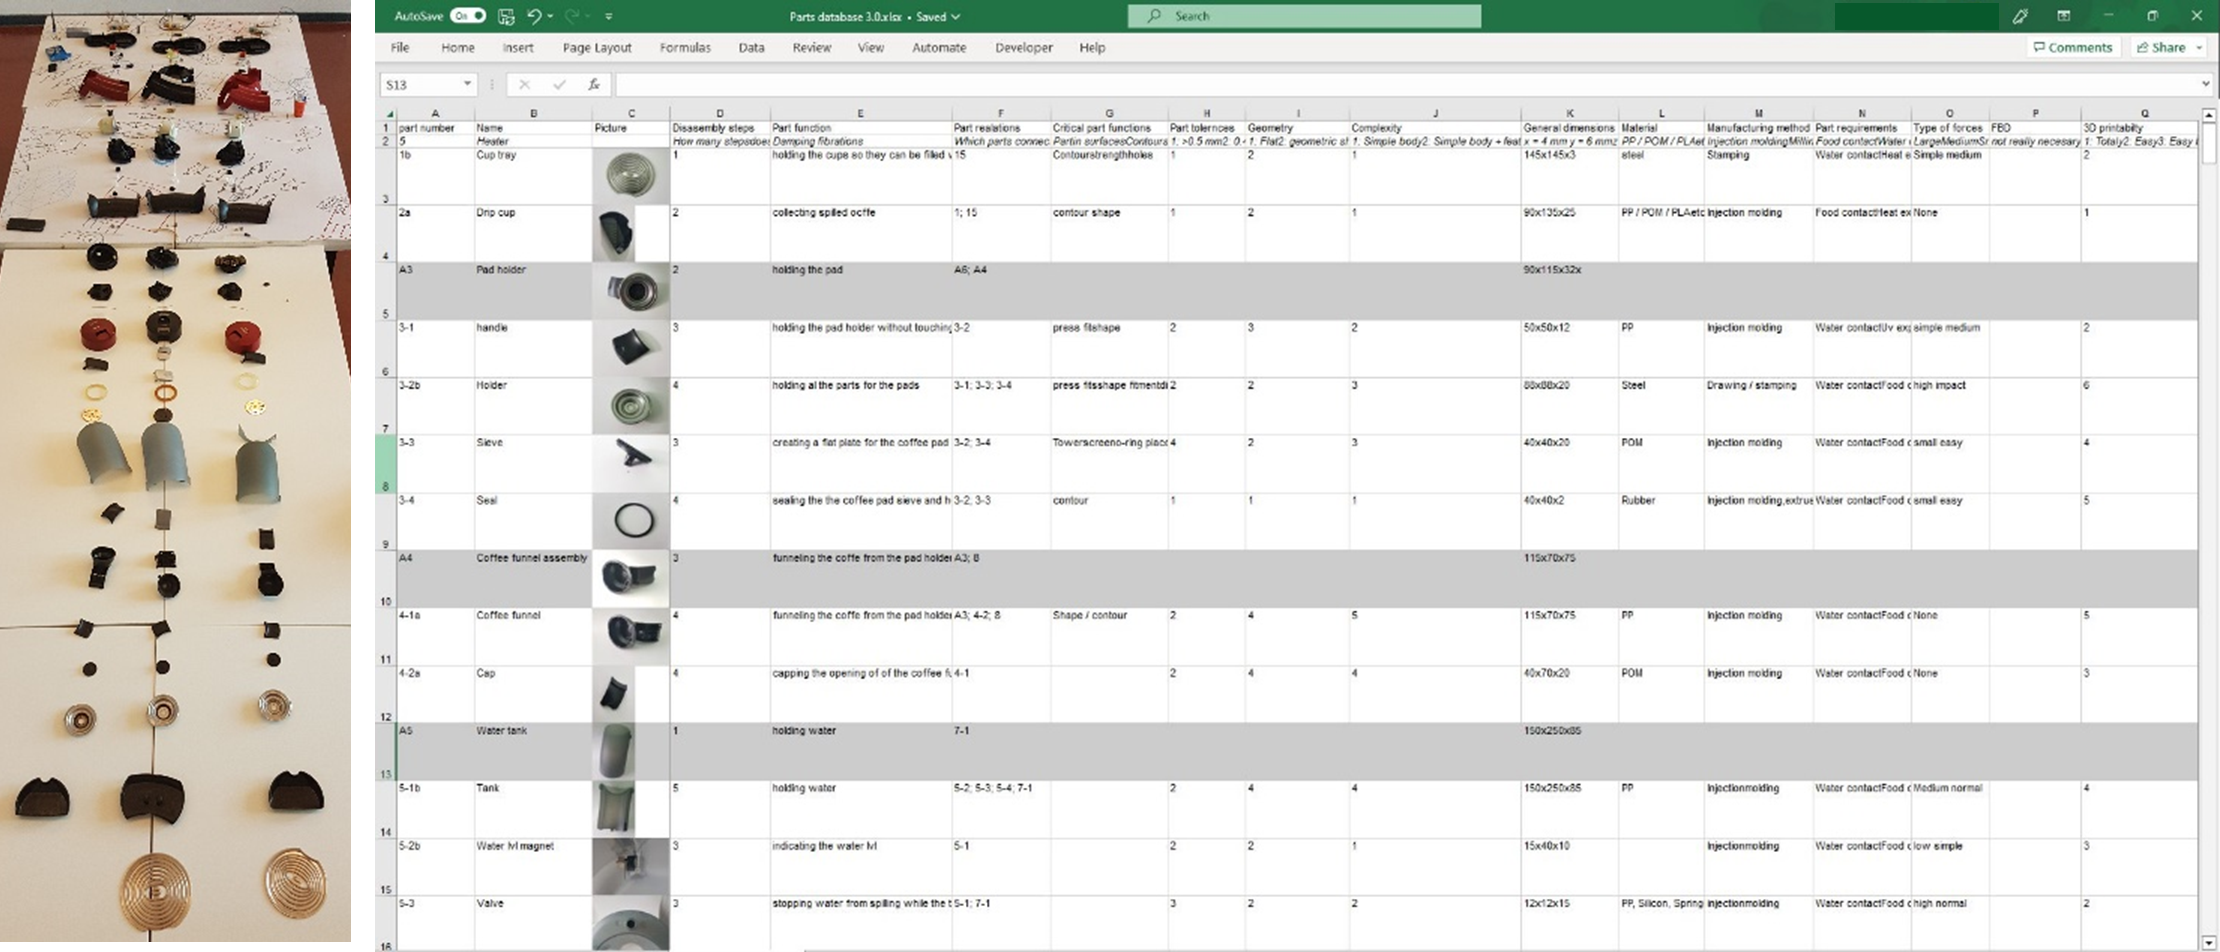 AutoSave On Parts database 3.0.xlsx • Saved Search
File Home Insert Page Layout Formulas Data Review View Automate Developer Help Comments Share
S13 fx
A B C D E F G H I J K L M N O P Q
1 part number Name Picture Disassembly steps Part function Part realations Critical part functions Part tolernces Geometry Complexity General dimensions Material Manufacturing method Part requirements Type of forces FBD 3D printabilty
2 5 Heater How many stepsdoes Damping fibrations Which parts connec Partin surfacesContours 1: >0.5 mm2: 0. 1: Flat2: geometric sl 1. Simple body2: Simple body + feat x = 4 mm y = 6 mmz PP / POM / PLAet Injection moldingMillin Food contactWater LargeMediumSr not really necesary 1: Totaly2: Easy3: Easy
3 1b Cup tray 1 holding the cups so they can be filled 15 Contourstrengthholes 1 2 1 145x145x3 steel Stamping Water contactHeat e Simple medium 2
4 2a Drip cup 2 collecting spilled ocffe 1; 15 contour shape 1 2 1 90x135x25 PP / POM / PLAetc Injection molding Food contactHeat ex None 1
5 A3 Pad holder 2 holding the pad A6; A4 90x115x32x
6 3-1 handle 3 holding the pad holder without touching 3-2 press fitshape 2 3 2 50x50x12 PP Injection molding Water contactUv exp simple medium 2
7 3-2b Holder 4 holding al the parts for the pads 3-1; 3-3; 3-4 press fitsshape fitmentdi 2 2 3 88x88x20 Steel Drawing / stamping Water contactFood c high impact 6
8 3-3 Sieve 3 creating a flat plate for the coffee pad 3-2; 3-4 Towerscreeno-ring place 4 2 3 40x40x20 POM Injection molding Water contactFood c small easy 4
9 3-4 Seal 4 sealing the the coffee pad sieve and h 3-2, 3-3 contour 1 1 1 40x40x2 Rubber Injection molding,extrue Water contactFood c small easy 5
10 A4 Coffee funnel assembly 3 funneling the coffe from the pad holder A3; 8 115x70x75
11 4-1a Coffee funnel 4 funneling the coffe from the pad holder A3; 4-2; 8 Shape / contour 2 4 5 115x70x75 PP Injection molding Water contactFood c None 5
12 4-2a Cap 4 capping the opening of of the coffee f 4-1 2 4 4 40x70x20 POM Injection molding Water contactFood c None 3
13 A5 Water tank 1 holding water 7-1 150x250x85
14 5-1b Tank 5 holding water 5-2; 5-3; 5-4; 7-1 2 4 4 150x250x85 PP Injectionmolding Water contactFood c Medium normal 4
15 5-2b Water lvl magnet 3 indicating the water lvl 5-1 2 2 1 15x40x10 Injectionmolding Water contactFood c low simple 3
16 5-3 Valve 3 stopping water from spiling while the t 5-1; 7-1 3 2 2 12x12x15 PP, Silicon, Spring injectionmolding Water contactFood c high normal 2